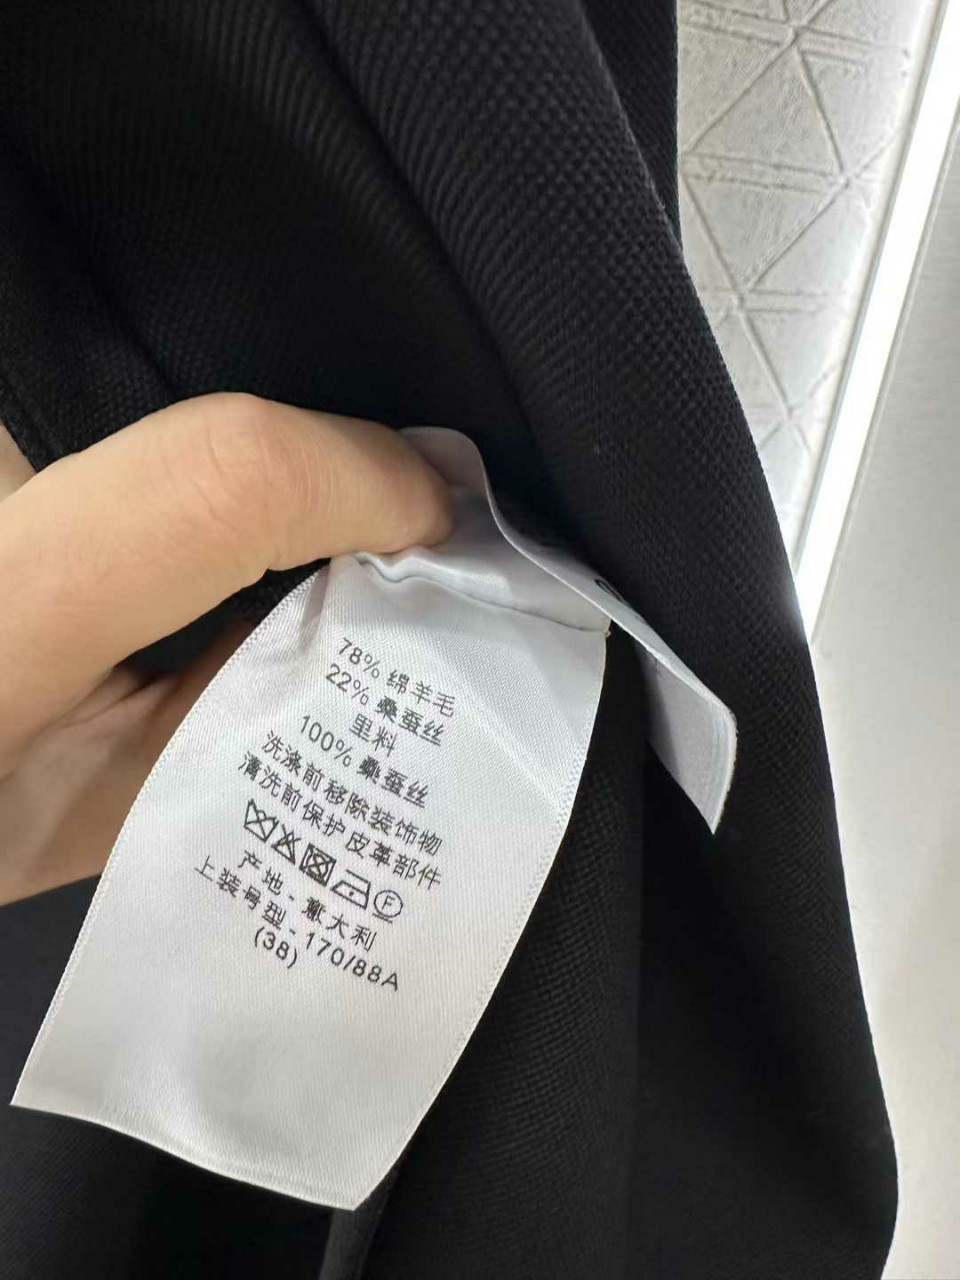 78% 绵羊毛
22% 桑蚕丝
里料
100% 桑蚕丝
洗涤前移除装饰物
清洗前保护皮革部件
F
产地-意大利
上装号型-170/88A
(38)